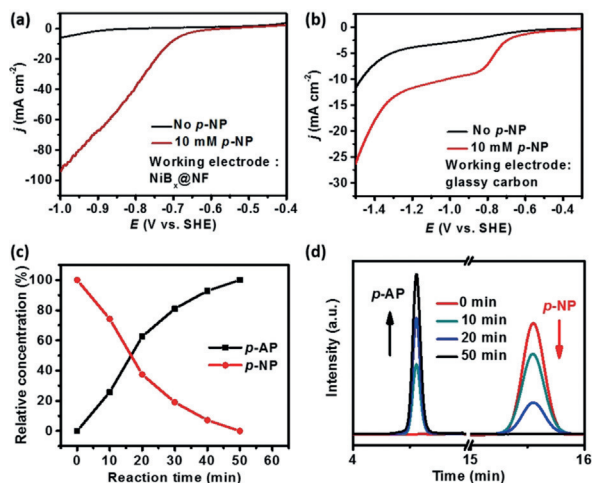 (a)
0
-20
-40
-60
-80
-100
j (mA cm⁻²)
No p-NP
10 mM p-NP
Working electrode :
NiBₓ@NF
-1.0 -0.9 -0.8 -0.7 -0.6 -0.5 -0.4
E (V vs. SHE)
(b)
0
-5
-10
-15
-20
-25
-30
j (mA cm⁻²)
No p-NP
10 mM p-NP
Working electrode:
glassy carbon
-1.4 -1.2 -1.0 -0.8 -0.6 -0.4
E (V vs. SHE)
(c)
100
80
60
40
20
0
Relative concentration (%)
p-AP
p-NP
0 10 20 30 40 50 60
Reaction time (min)
(d)
Intensity (a.u.)
p-AP
0 min
10 min
20 min
50 min
p-NP
4 15 16
Time (min)